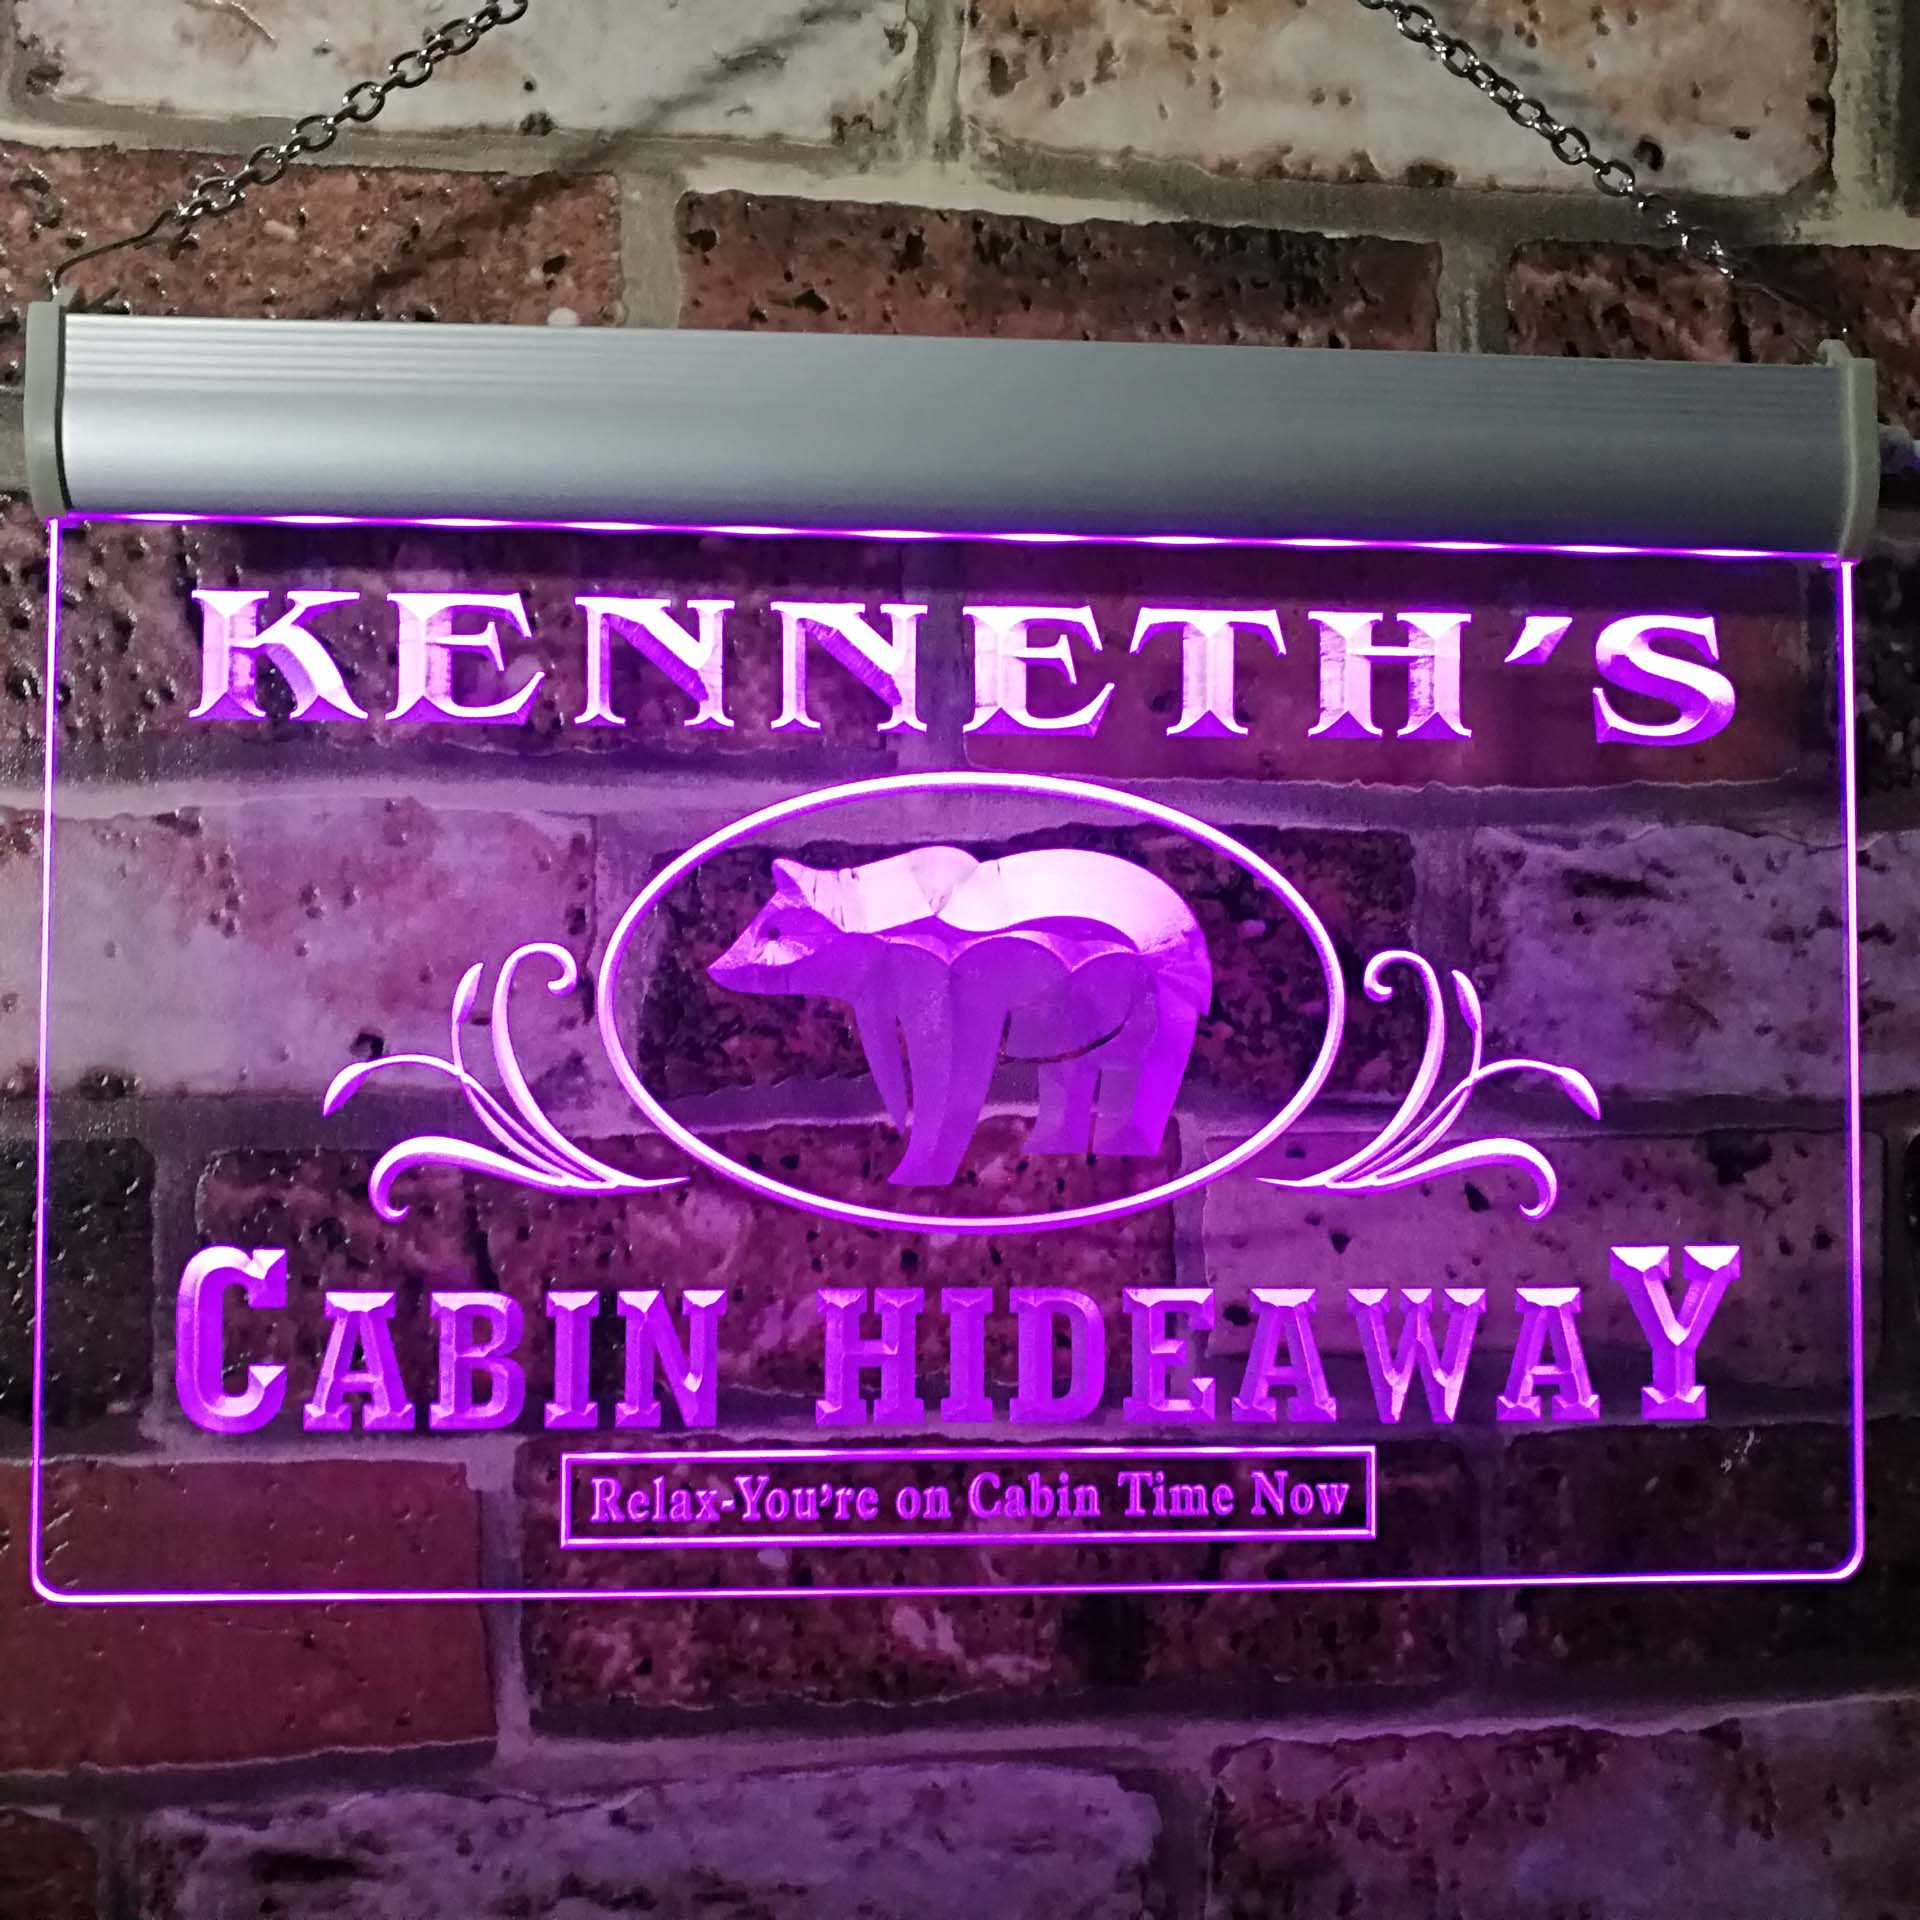 KENNETH'S
CABIN HIDEAWAY
Relax-You're on Cabin Time Now